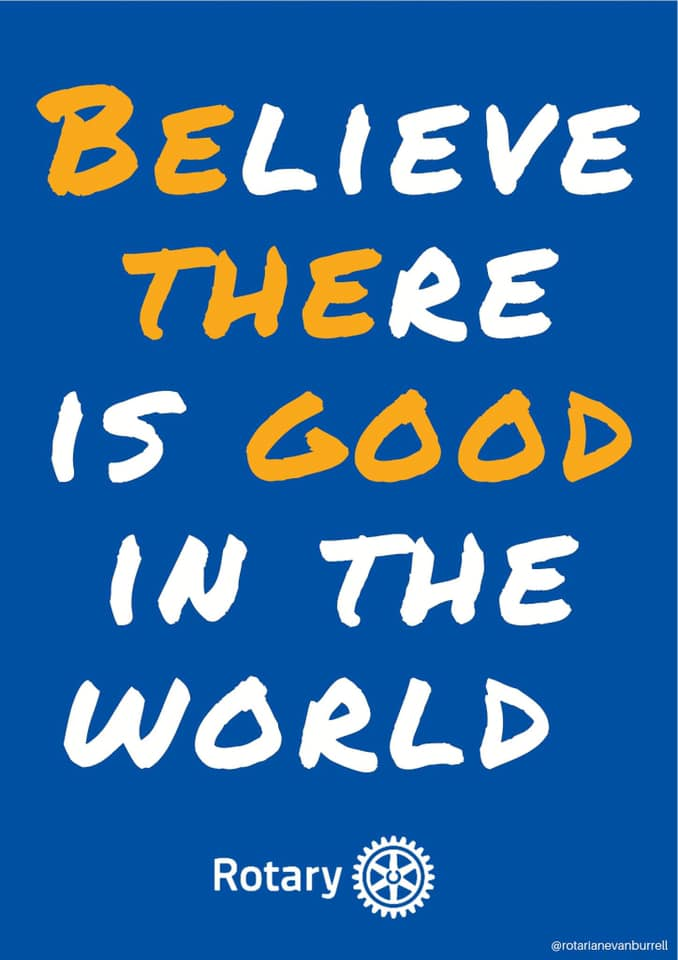 BELIEVE
THERE
IS GOOD
IN THE
WORLD
Rotary
@rotarianevanburrell